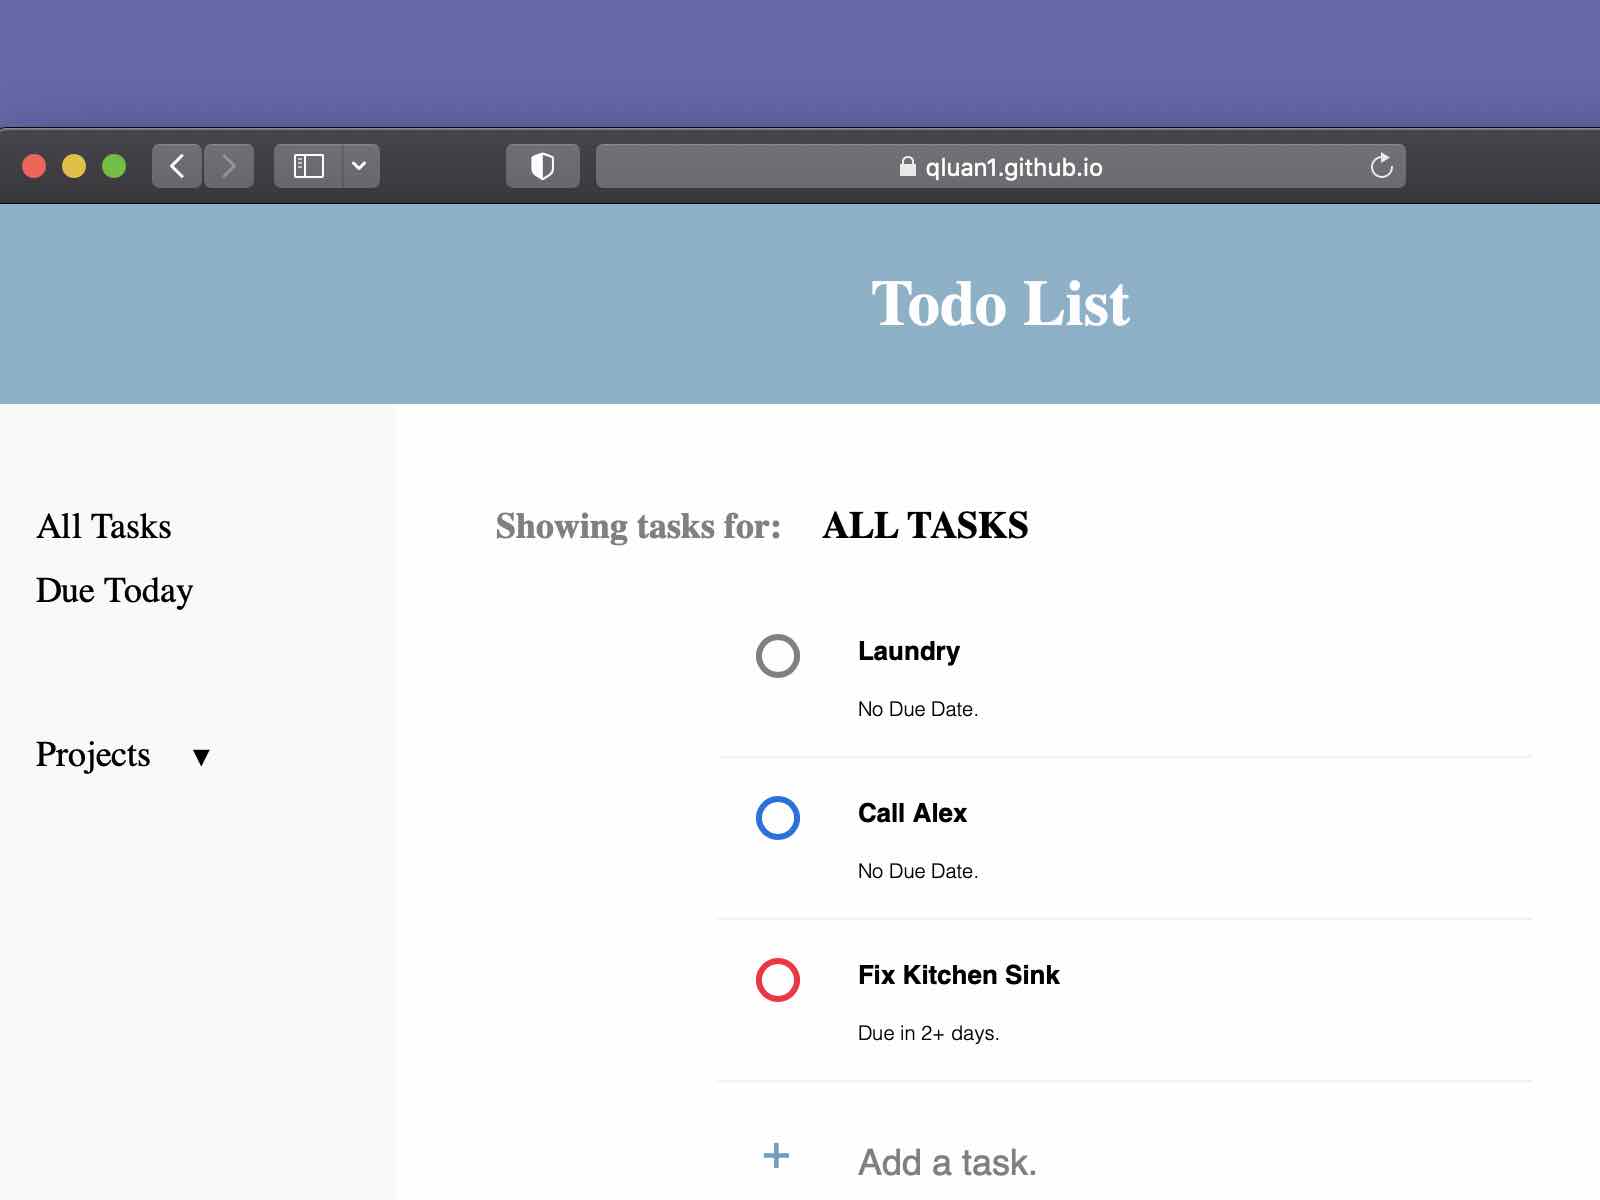 qluan1.github.io
Todo List
All Tasks
Due Today
Projects ▼
Showing tasks for: ALL TASKS
Laundry
No Due Date.
Call Alex
No Due Date.
Fix Kitchen Sink
Due in 2+ days.
+ Add a task.